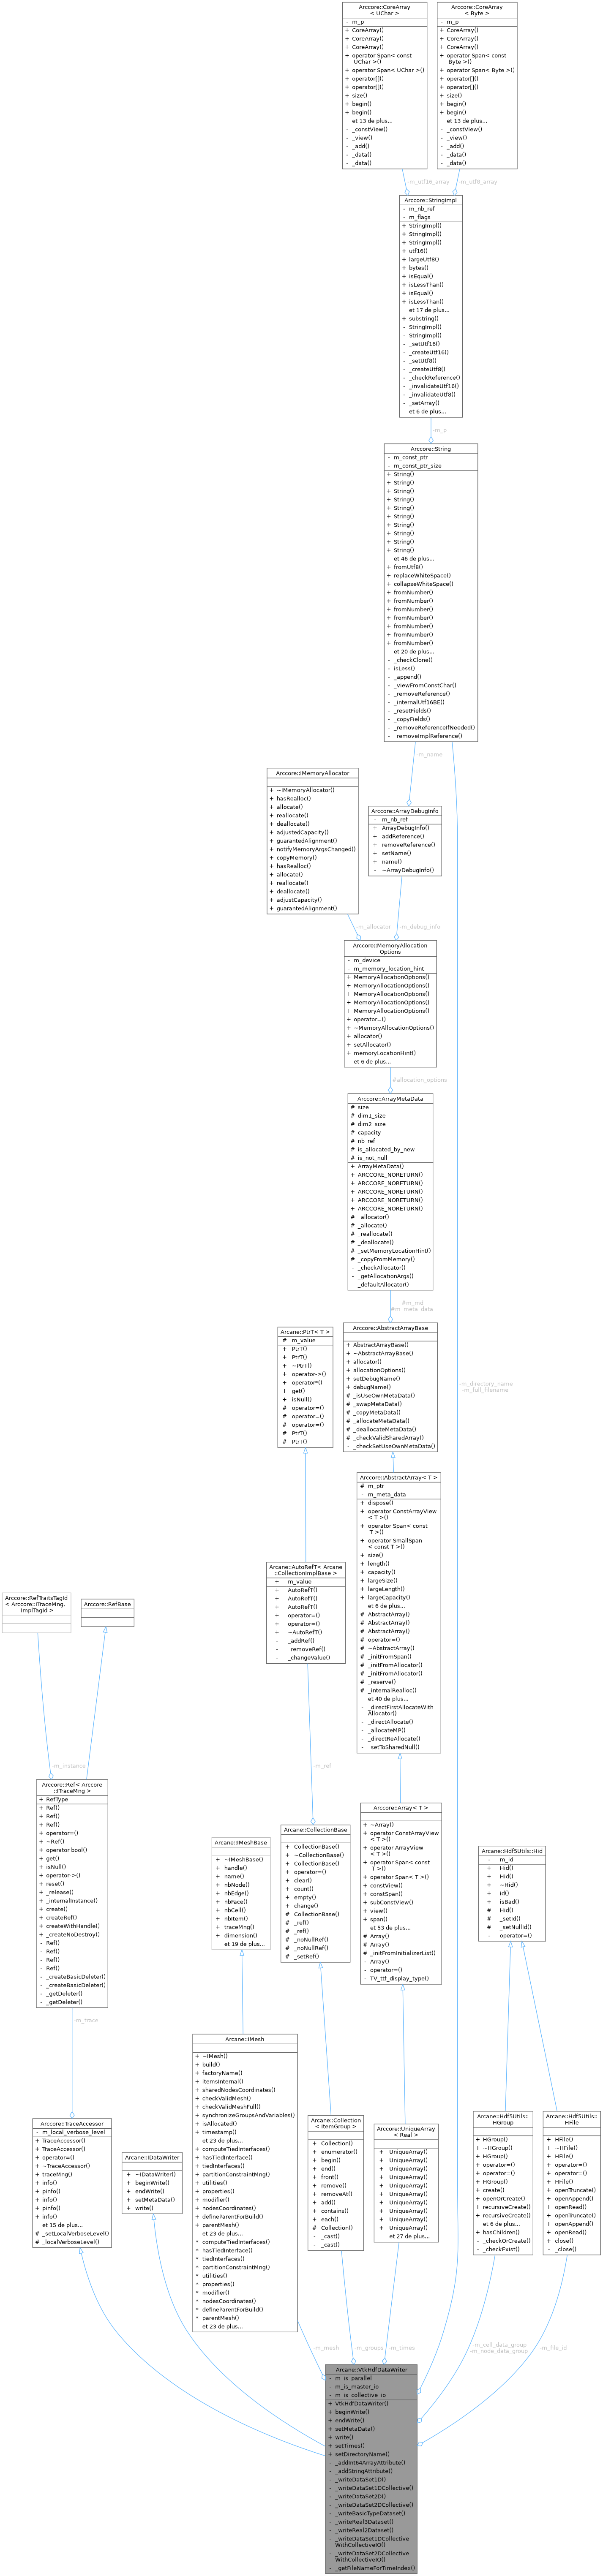 Arccore::CoreArray
< UChar >
- m_p
+ CoreArray()
+ CoreArray()
+ CoreArray()
+ operator Span< const
UChar >()
+ operator Span< UChar >()
+ operator[]()
+ operator[]()
+ size()
+ begin()
+ begin()
et 13 de plus...
- _constView()
- _view()
- _add()
- _data()
- _data()
Arccore::CoreArray
< Byte >
- m_p
+ CoreArray()
+ CoreArray()
+ CoreArray()
+ operator Span< const
Byte >()
+ operator Span< Byte >()
+ operator[]()
+ operator[]()
+ size()
+ begin()
+ begin()
et 13 de plus...
- _constView()
- _view()
- _add()
- _data()
- _data()
-m_utf16_array
-m_utf8_array
Arccore::StringImpl
- m_nb_ref
- m_flags
+ StringImpl()
+ StringImpl()
+ StringImpl()
+ utf16()
+ largeUtf8()
+ bytes()
+ isEqual()
+ isLessThan()
+ isEqual()
+ isLessThan()
et 17 de plus...
+ substring()
- StringImpl()
- StringImpl()
- _setUtf16()
- _createUtf16()
- _setUtf8()
- _createUtf8()
- _checkReference()
- _invalidateUtf16()
- _invalidateUtf8()
- _setArray()
et 6 de plus...
-m_p
Arccore::String
- m_const_ptr
- m_const_ptr_size
+ String()
+ String()
+ String()
+ String()
+ String()
+ String()
+ String()
+ String()
+ String()
+ String()
et 46 de plus...
+ fromUtf8()
+ replaceWhiteSpace()
+ collapseWhiteSpace()
+ fromNumber()
+ fromNumber()
+ fromNumber()
+ fromNumber()
+ fromNumber()
+ fromNumber()
+ fromNumber()
et 20 de plus...
- _checkClone()
- isLess()
- _append()
- _viewFromConstChar()
- _removeReference()
- _internalUtf16BE()
- _resetFields()
- _copyFields()
- _removeReferenceIfNeeded()
- _removeImplReference()
-m_name
Arccore::IMemoryAllocator
+ ~IMemoryAllocator()
+ hasRealloc()
+ allocate()
+ reallocate()
+ deallocate()
+ adjustedCapacity()
+ guarantedAlignment()
+ notifyMemoryArgsChanged()
+ copyMemory()
+ hasRealloc()
+ allocate()
+ reallocate()
+ deallocate()
+ adjustCapacity()
+ guarantedAlignment()
Arccore::ArrayDebugInfo
- m_nb_ref
+ ArrayDebugInfo()
+ addReference()
+ removeReference()
+ setName()
+ name()
- ~ArrayDebugInfo()
-m_allocator
-m_debug_info
Arccore::MemoryAllocation
Options
- m_device
- m_memory_location_hint
+ MemoryAllocationOptions()
+ MemoryAllocationOptions()
+ MemoryAllocationOptions()
+ MemoryAllocationOptions()
+ MemoryAllocationOptions()
+ operator=()
+ ~MemoryAllocationOptions()
+ allocator()
+ setAllocator()
+ memoryLocationHint()
et 6 de plus...
#allocation_options
Arccore::ArrayMetaData
# size
# dim1_size
# dim2_size
# capacity
# nb_ref
# is_allocated_by_new
# is_not_null
+ ArrayMetaData()
+ ARCCORE_NORETURN()
+ ARCCORE_NORETURN()
+ ARCCORE_NORETURN()
+ ARCCORE_NORETURN()
+ ARCCORE_NORETURN()
# _allocator()
# _allocate()
# _reallocate()
# _deallocate()
# _setMemoryLocationHint()
# _copyFromMemory()
- _checkAllocator()
- _getAllocationArgs()
- _defaultAllocator()
#m_md
#m_meta_data
Arccore::AbstractArrayBase
+ AbstractArrayBase()
+ ~AbstractArrayBase()
+ allocator()
+ allocationOptions()
+ setDebugName()
+ debugName()
# _isUseOwnMetaData()
# _swapMetaData()
# _copyMetaData()
# _allocateMetaData()
# _deallocateMetaData()
# _checkValidSharedArray()
- _checkSetUseOwnMetaData()
-m_directory_name
-m_full_filename
Arcane::PtrT< T >
# m_value
+ PtrT()
+ PtrT()
+ ~PtrT()
+ operator->()
+ operator*()
+ get()
+ isNull()
# operator=()
# operator=()
# operator=()
# PtrT()
# PtrT()
Arccore::AbstractArray< T >
# m_ptr
- m_meta_data
+ dispose()
+ operator ConstArrayView
< T >()
+ operator Span< const
T >()
+ operator SmallSpan
< const T >()
+ size()
+ length()
+ capacity()
+ largeSize()
+ largeLength()
+ largeCapacity()
et 6 de plus...
# AbstractArray()
# AbstractArray()
# AbstractArray()
# operator=()
# ~AbstractArray()
# _initFromSpan()
# _initFromAllocator()
# _initFromAllocator()
# _reserve()
# _internalRealloc()
et 40 de plus...
- _directFirstAllocateWith
Allocator()
- _directAllocate()
- _allocateMP()
- _directReAllocate()
- _setToSharedNull()
Arcane::AutoRefT< Arcane
::CollectionImplBase >
+ m_value
+ AutoRefT()
+ AutoRefT()
+ AutoRefT()
+ operator=()
+ operator=()
+ ~AutoRefT()
- _addRef()
- _removeRef()
- _changeValue()
-m_ref
Arccore::RefTraitsTagId
< Arccore::ITraceMng,
ImplTagId >
Arccore::RefBase
-m_instance
Arccore::Ref< Arccore
::ITraceMng >
+ RefType
+ Ref()
+ Ref()
+ Ref()
+ operator=()
+ ~Ref()
+ operator bool()
+ get()
+ isNull()
+ operator->()
+ reset()
+ _release()
+ _internalInstance()
+ create()
+ createRef()
+ createWithHandle()
+ _createNoDestroy()
- Ref()
- Ref()
- Ref()
- Ref()
- _createBasicDeleter()
- _createBasicDeleter()
- _getDeleter()
- _getDeleter()
Arccore::Array< T >
+ ~Array()
+ operator ConstArrayView
< T >()
+ operator ArrayView
< T >()
+ operator Span< const
T >()
+ operator Span< T >()
+ constView()
+ constSpan()
+ subConstView()
+ view()
+ span()
et 53 de plus...
# Array()
# Array()
# _initFromInitializerList()
- Array()
- operator=()
- TV_ttf_display_type()
Arcane::CollectionBase
+ CollectionBase()
+ ~CollectionBase()
+ CollectionBase()
+ operator=()
+ clear()
+ count()
+ empty()
+ change()
# CollectionBase()
# _ref()
# _ref()
# _noNullRef()
# _noNullRef()
# _setRef()
Arcane::IMeshBase
+ ~IMeshBase()
+ handle()
+ name()
+ nbNode()
+ nbEdge()
+ nbFace()
+ nbCell()
+ nbItem()
+ traceMng()
+ dimension()
et 19 de plus...
Arcane::Hdf5Utils::Hid
- m_id
+ Hid()
+ Hid()
+ ~Hid()
+ id()
+ isBad()
# Hid()
# _setId()
# _setNullId()
- operator=()
-m_trace
Arccore::TraceAccessor
- m_local_verbose_level
+ TraceAccessor()
+ TraceAccessor()
+ operator=()
+ ~TraceAccessor()
+ traceMng()
+ info()
+ pinfo()
+ info()
+ pinfo()
+ info()
et 15 de plus...
# _setLocalVerboseLevel()
# _localVerboseLevel()
Arcane::IDataWriter
+ ~IDataWriter()
+ beginWrite()
+ endWrite()
+ setMetaData()
+ write()
Arcane::IMesh
+ ~IMesh()
+ build()
+ factoryName()
+ itemsInternal()
+ sharedNodesCoordinates()
+ checkValidMesh()
+ checkValidMeshFull()
+ synchronizeGroupsAndVariables()
+ isAllocated()
+ timestamp()
et 23 de plus...
+ computeTiedInterfaces()
+ hasTiedInterface()
+ tiedInterfaces()
+ partitionConstraintMng()
+ utilities()
+ properties()
+ modifier()
+ nodesCoordinates()
+ defineParentForBuild()
+ parentMesh()
et 23 de plus...
* computeTiedInterfaces()
* hasTiedInterface()
* tiedInterfaces()
* partitionConstraintMng()
* utilities()
* properties()
* modifier()
* nodesCoordinates()
* defineParentForBuild()
* parentMesh()
et 23 de plus...
Arcane::Collection
< ItemGroup >
+ Collection()
+ enumerator()
+ begin()
+ end()
+ front()
+ remove()
+ removeAt()
+ add()
+ contains()
+ each()
# Collection()
- _cast()
- _cast()
Arccore::UniqueArray
< Real >
+ UniqueArray()
+ UniqueArray()
+ UniqueArray()
+ UniqueArray()
+ UniqueArray()
+ UniqueArray()
+ UniqueArray()
+ UniqueArray()
+ UniqueArray()
+ UniqueArray()
et 27 de plus...
Arcane::Hdf5Utils::
HGroup
+ HGroup()
+ ~HGroup()
+ HGroup()
+ operator=()
+ operator=()
+ HGroup()
+ create()
+ openOrCreate()
+ recursiveCreate()
+ recursiveCreate()
et 6 de plus...
+ hasChildren()
- _checkOrCreate()
- _checkExist()
Arcane::Hdf5Utils::
HFile
+ HFile()
+ ~HFile()
+ HFile()
+ operator=()
+ operator=()
+ HFile()
+ openTruncate()
+ openAppend()
+ openRead()
+ openTruncate()
+ openAppend()
+ openRead()
+ close()
- _close()
-m_mesh
-m_groups
-m_times
-m_cell_data_group
-m_node_data_group
-m_file_id
Arcane::VtkHdfDataWriter
- m_is_parallel
- m_is_master_io
- m_is_collective_io
+ VtkHdfDataWriter()
+ beginWrite()
+ endWrite()
+ setMetaData()
+ write()
+ setTimes()
+ setDirectoryName()
- _addInt64ArrayAttribute()
- _addStringAttribute()
- _writeDataSet1D()
- _writeDataSet1DCollective()
- _writeDataSet2D()
- _writeDataSet2DCollective()
- _writeBasicTypeDataset()
- _writeReal3Dataset()
- _writeReal2Dataset()
- _writeDataSet1DCollective
WithCollectiveIO()
- _writeDataSet2DCollective
WithCollectiveIO()
- _getFileNameForTimeIndex()